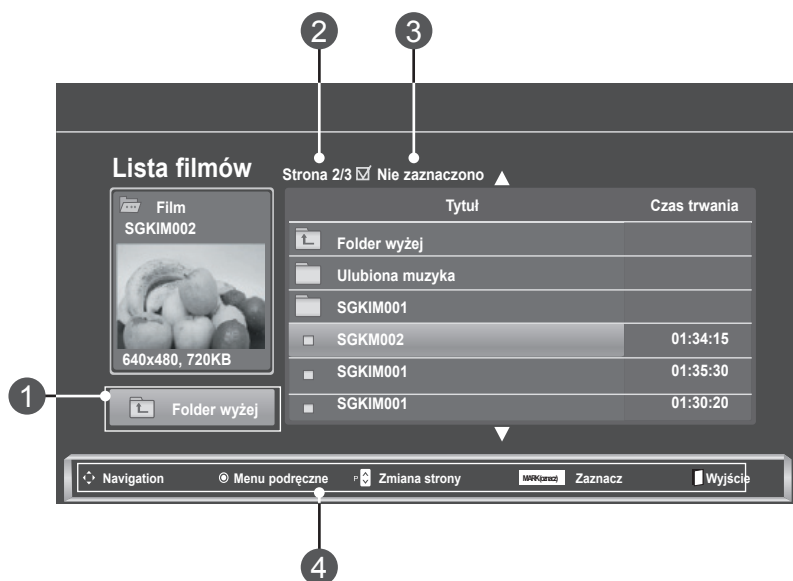 2
3
Lista filmów
Strona 2/3 Nie zaznaczono
Film
SGKIM002
640x480, 720KB
1
Folder wyżej
Tytuł Czas trwania
Folder wyżej
Ulubiona muzyka
SGKIM001
SGKM002 01:34:15
SGKIM001 01:35:30
SGKIM001 01:30:20
Navigation Menu podręczne P Zmiana strony MARK(zanacz) Zaznacz Wyjście
4